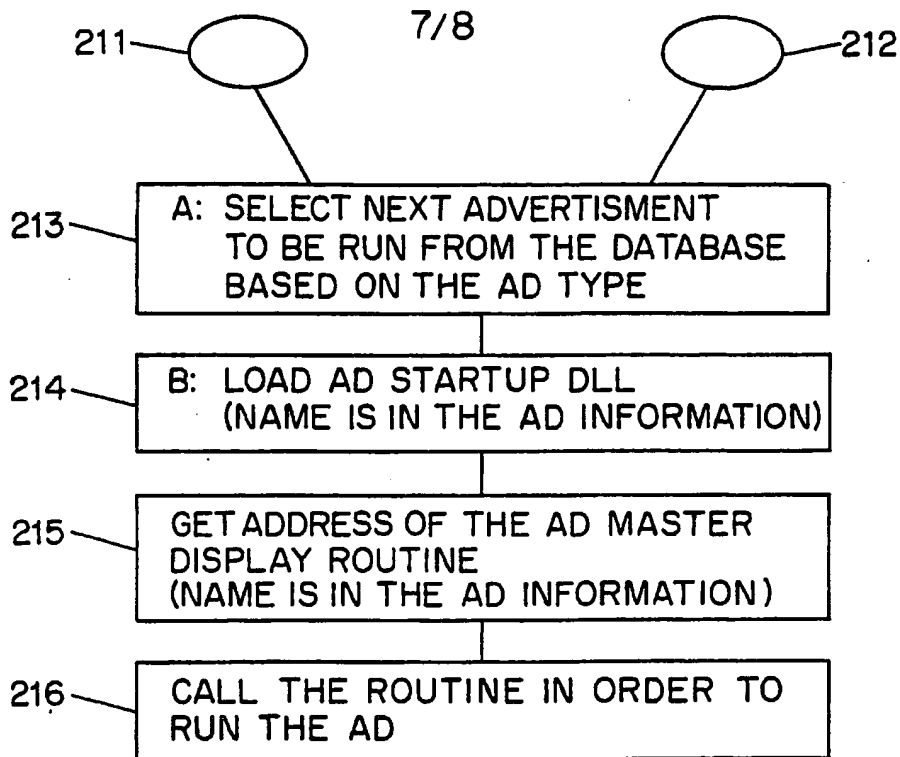 7/8
211
212
213
A: SELECT NEXT ADVERTISMENT
TO BE RUN FROM THE DATABASE
BASED ON THE AD TYPE
214
B: LOAD AD STARTUP DLL
(NAME IS IN THE AD INFORMATION)
215
GET ADDRESS OF THE AD MASTER
DISPLAY ROUTINE
(NAME IS IN THE AD INFORMATION)
216
CALL THE ROUTINE IN ORDER TO
RUN THE AD